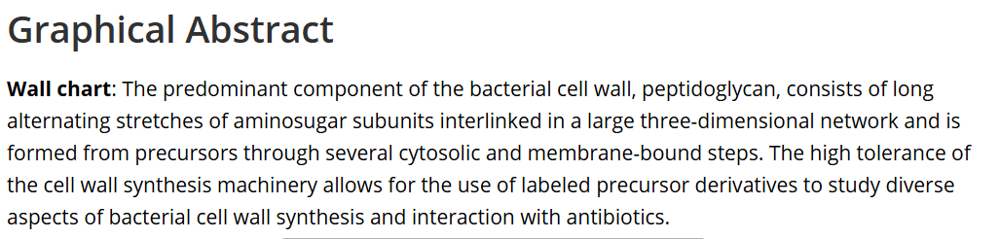 Graphical Abstract
Wall chart: The predominant component of the bacterial cell wall, peptidoglycan, consists of long
alternating stretches of aminosugar subunits interlinked in a large three-dimensional network and is
formed from precursors through several cytosolic and membrane-bound steps. The high tolerance of
the cell wall synthesis machinery allows for the use of labeled precursor derivatives to study diverse
aspects of bacterial cell wall synthesis and interaction with antibiotics.